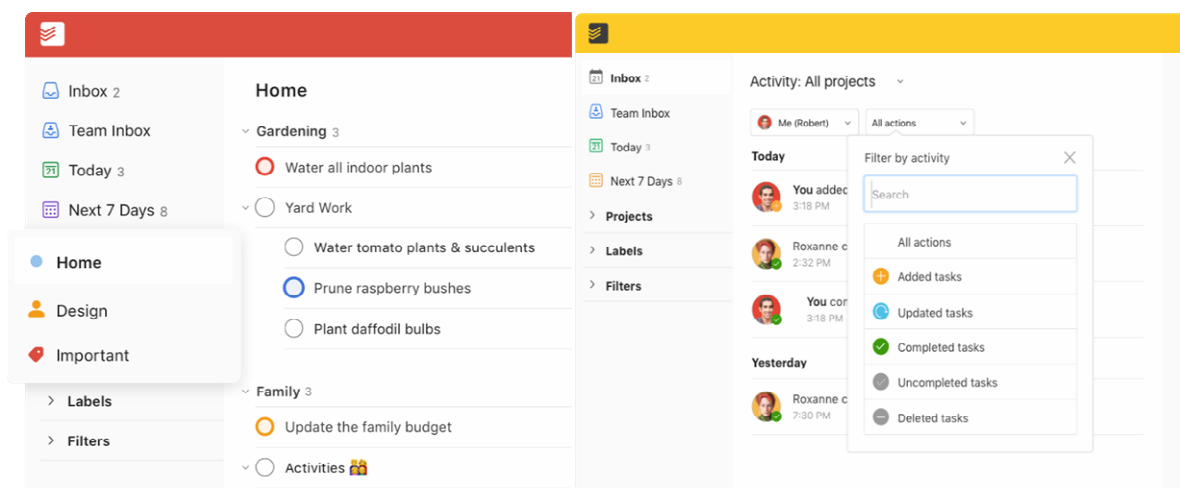 Inbox 2
Team Inbox
Today 3
Next 7 Days 8
Home
Design
Important
Labels
Filters
Home
Gardening 3
Water all indoor plants
Yard Work
Water tomato plants & succulents
Prune raspberry bushes
Plant daffodil bulbs
Family 3
Update the family budget
Activities
Inbox 2
Team Inbox
Today 3
Next 7 Days 8
Projects
Labels
Filters
Activity: All projects
Me (Robert)
All actions
Today
You added
3:18 PM
Roxanne c
2:32 PM
You con
3:18 PM
Yesterday
Roxanne c
7:30 PM
Filter by activity
Search
All actions
Added tasks
Updated tasks
Completed tasks
Uncompleted tasks
Deleted tasks